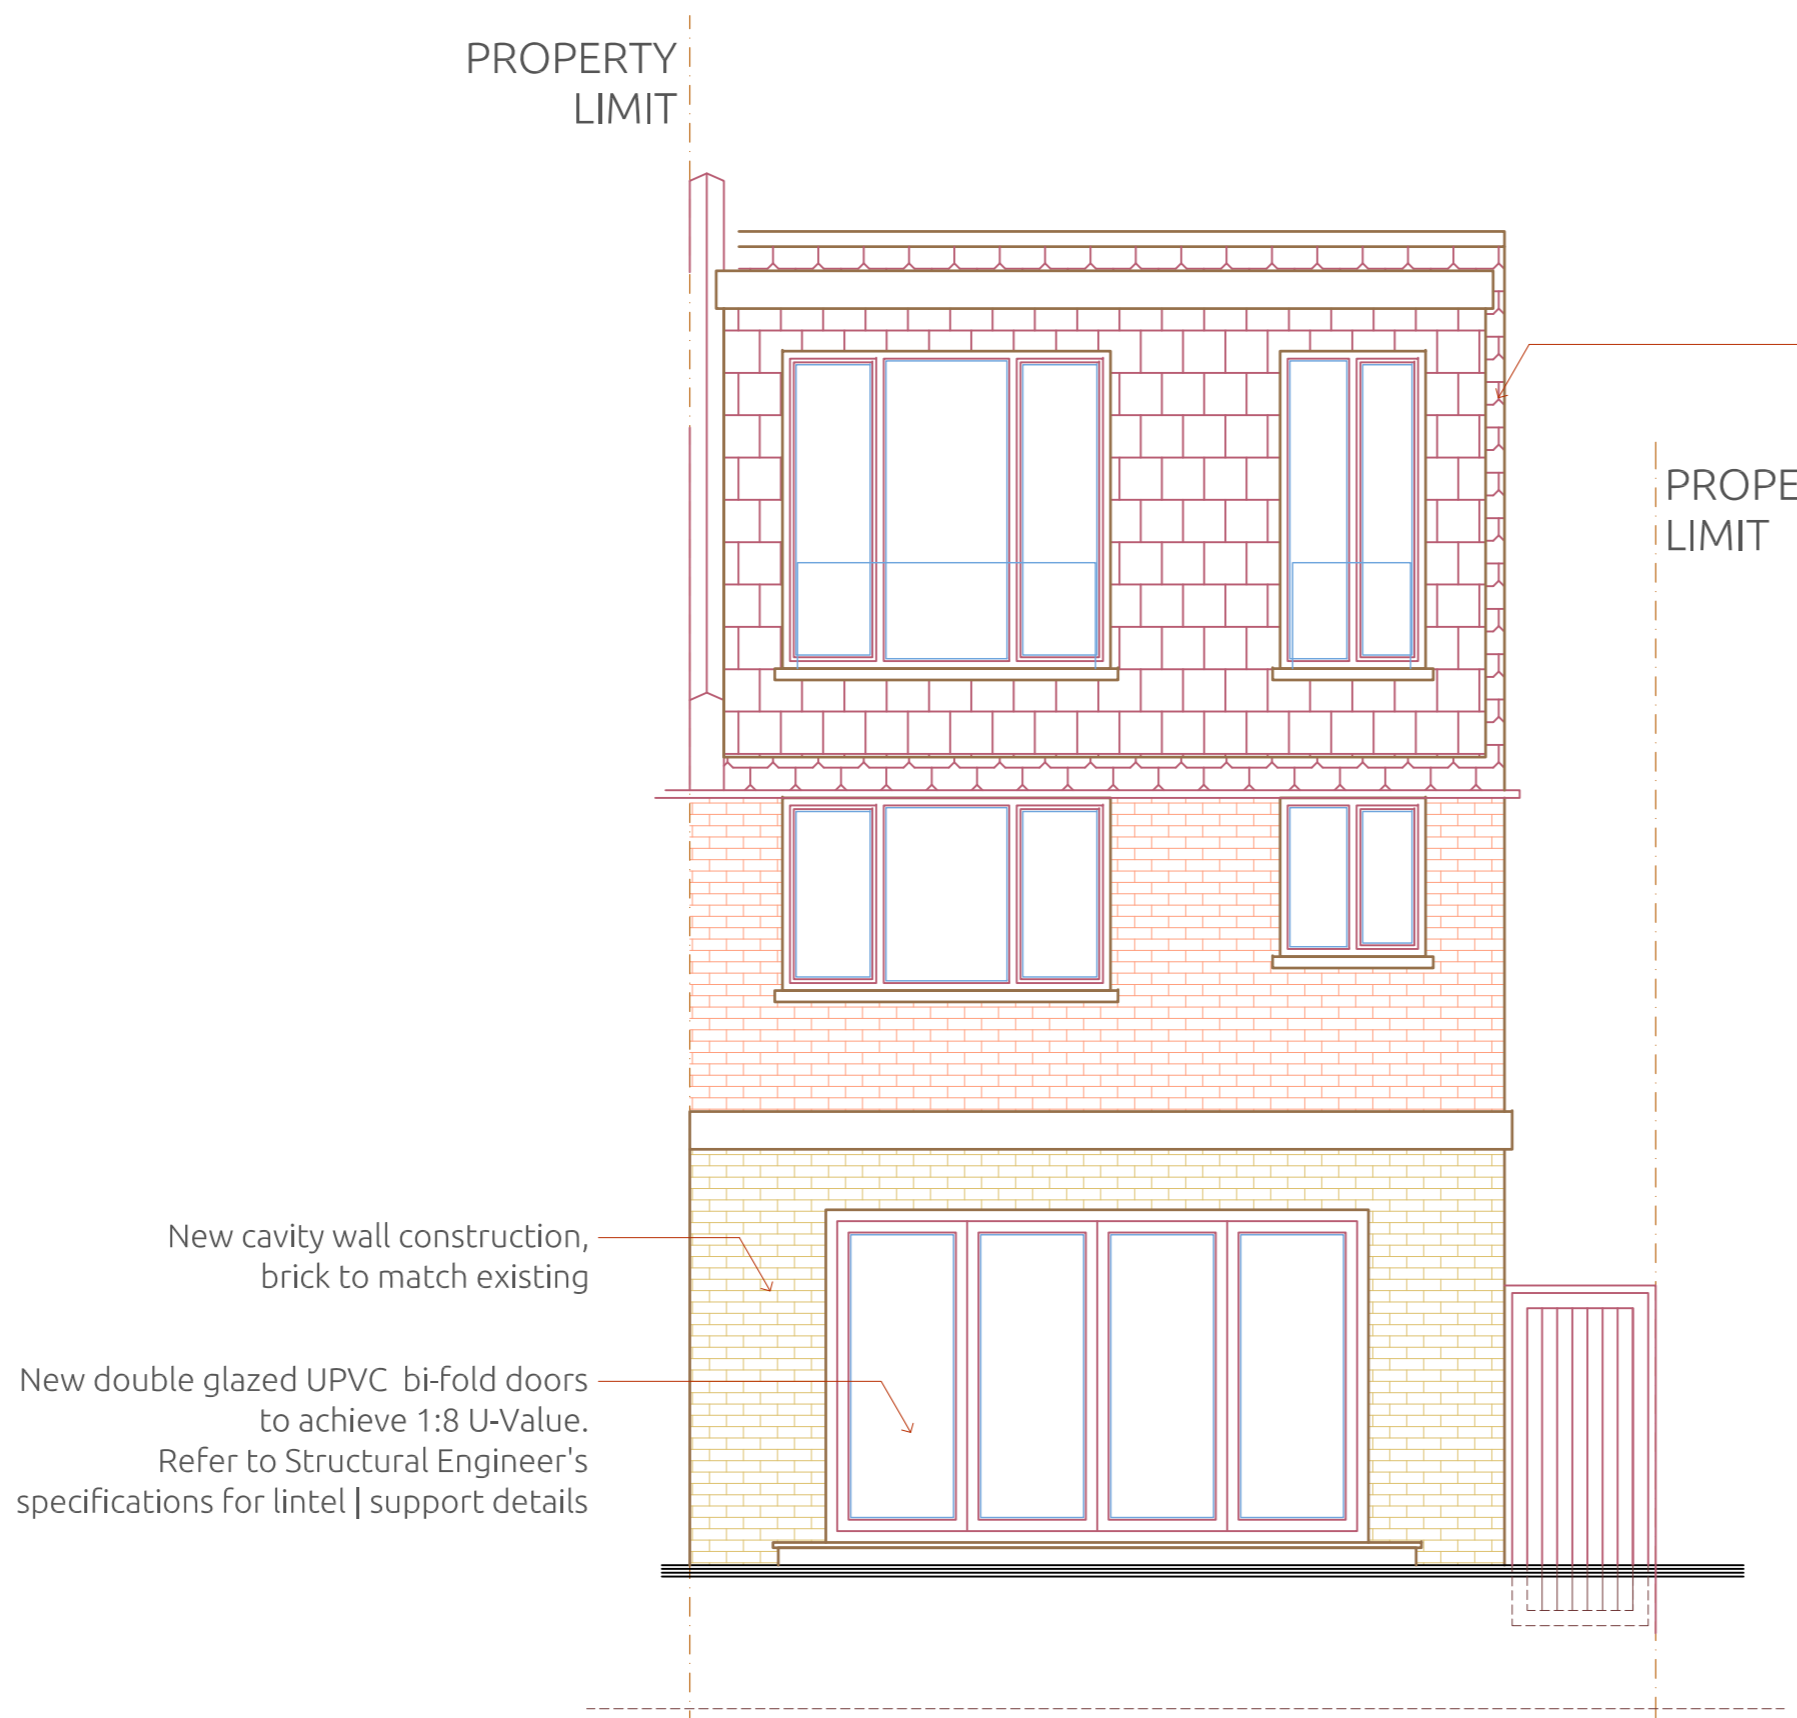 PROPERTY
LIMIT
PROPE
LIMIT
New cavity wall construction,
brick to match existing
New double glazed UPVC bi-fold doors
to achieve 1:8 U-Value.
Refer to Structural Engineer's
specifications for lintel | support details